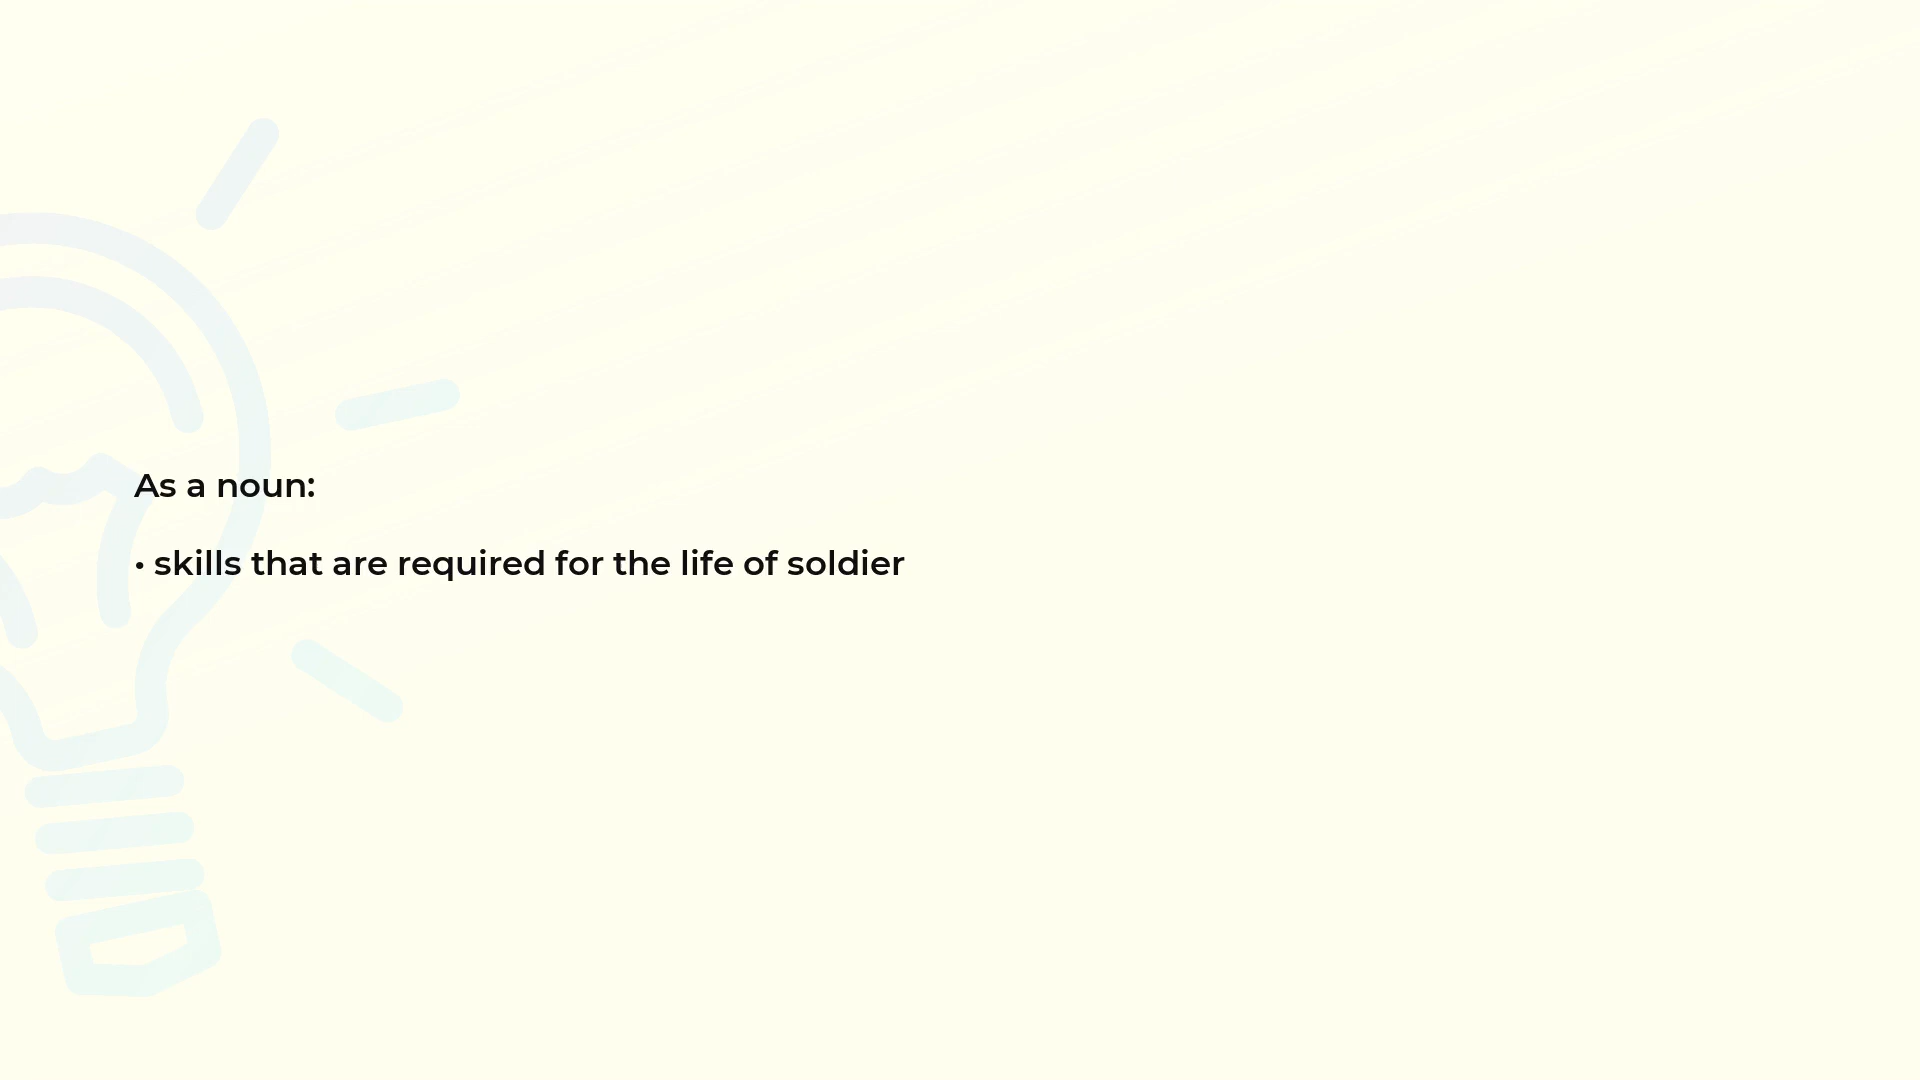 As a noun:
• skills that are required for the life of soldier